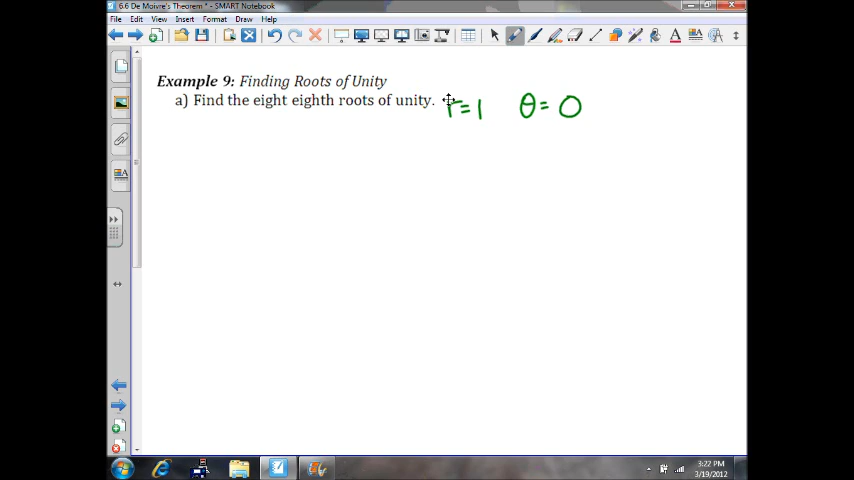 6.6 De Moivre's Theorem * - SMART Notebook
File Edit View Insert Format Tools Draw Help
Example 9: Finding Roots of Unity
a) Find the eight eighth roots of unity. r=1 θ=0
3:22 PM
3/19/2012